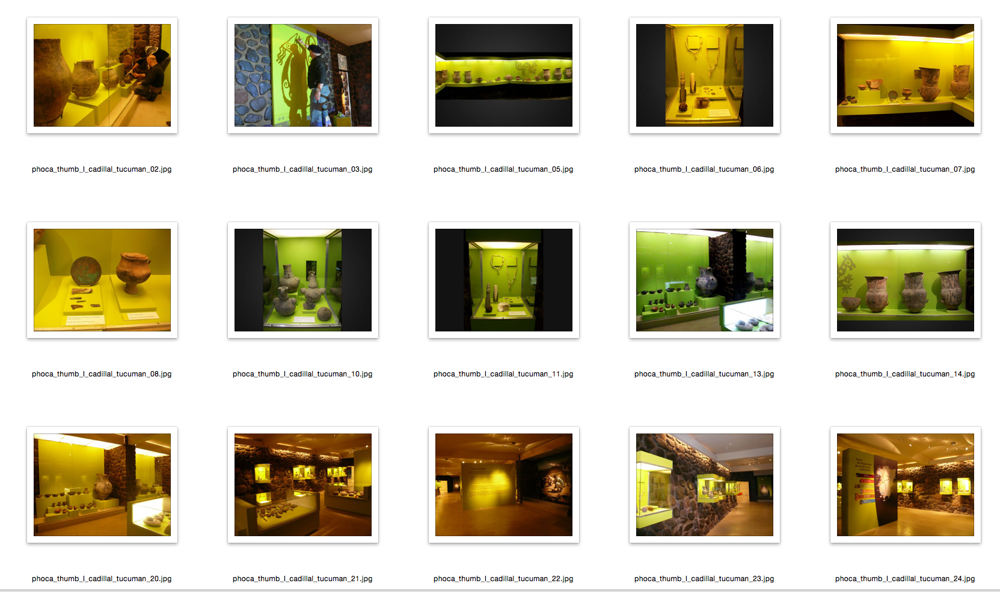 phoca_thumb_l_cadillal_tucuman_02.jpg
phoca_thumb_l_cadillal_tucuman_03.jpg
phoca_thumb_l_cadillal_tucuman_05.jpg
phoca_thumb_l_cadillal_tucuman_06.jpg
phoca_thumb_l_cadillal_tucuman_07.jpg
phoca_thumb_l_cadillal_tucuman_08.jpg
phoca_thumb_l_cadillal_tucuman_10.jpg
phoca_thumb_l_cadillal_tucuman_11.jpg
phoca_thumb_l_cadillal_tucuman_13.jpg
phoca_thumb_l_cadillal_tucuman_14.jpg
phoca_thumb_l_cadillal_tucuman_20.jpg
phoca_thumb_l_cadillal_tucuman_21.jpg
phoca_thumb_l_cadillal_tucuman_22.jpg
phoca_thumb_l_cadillal_tucuman_23.jpg
phoca_thumb_l_cadillal_tucuman_24.jpg